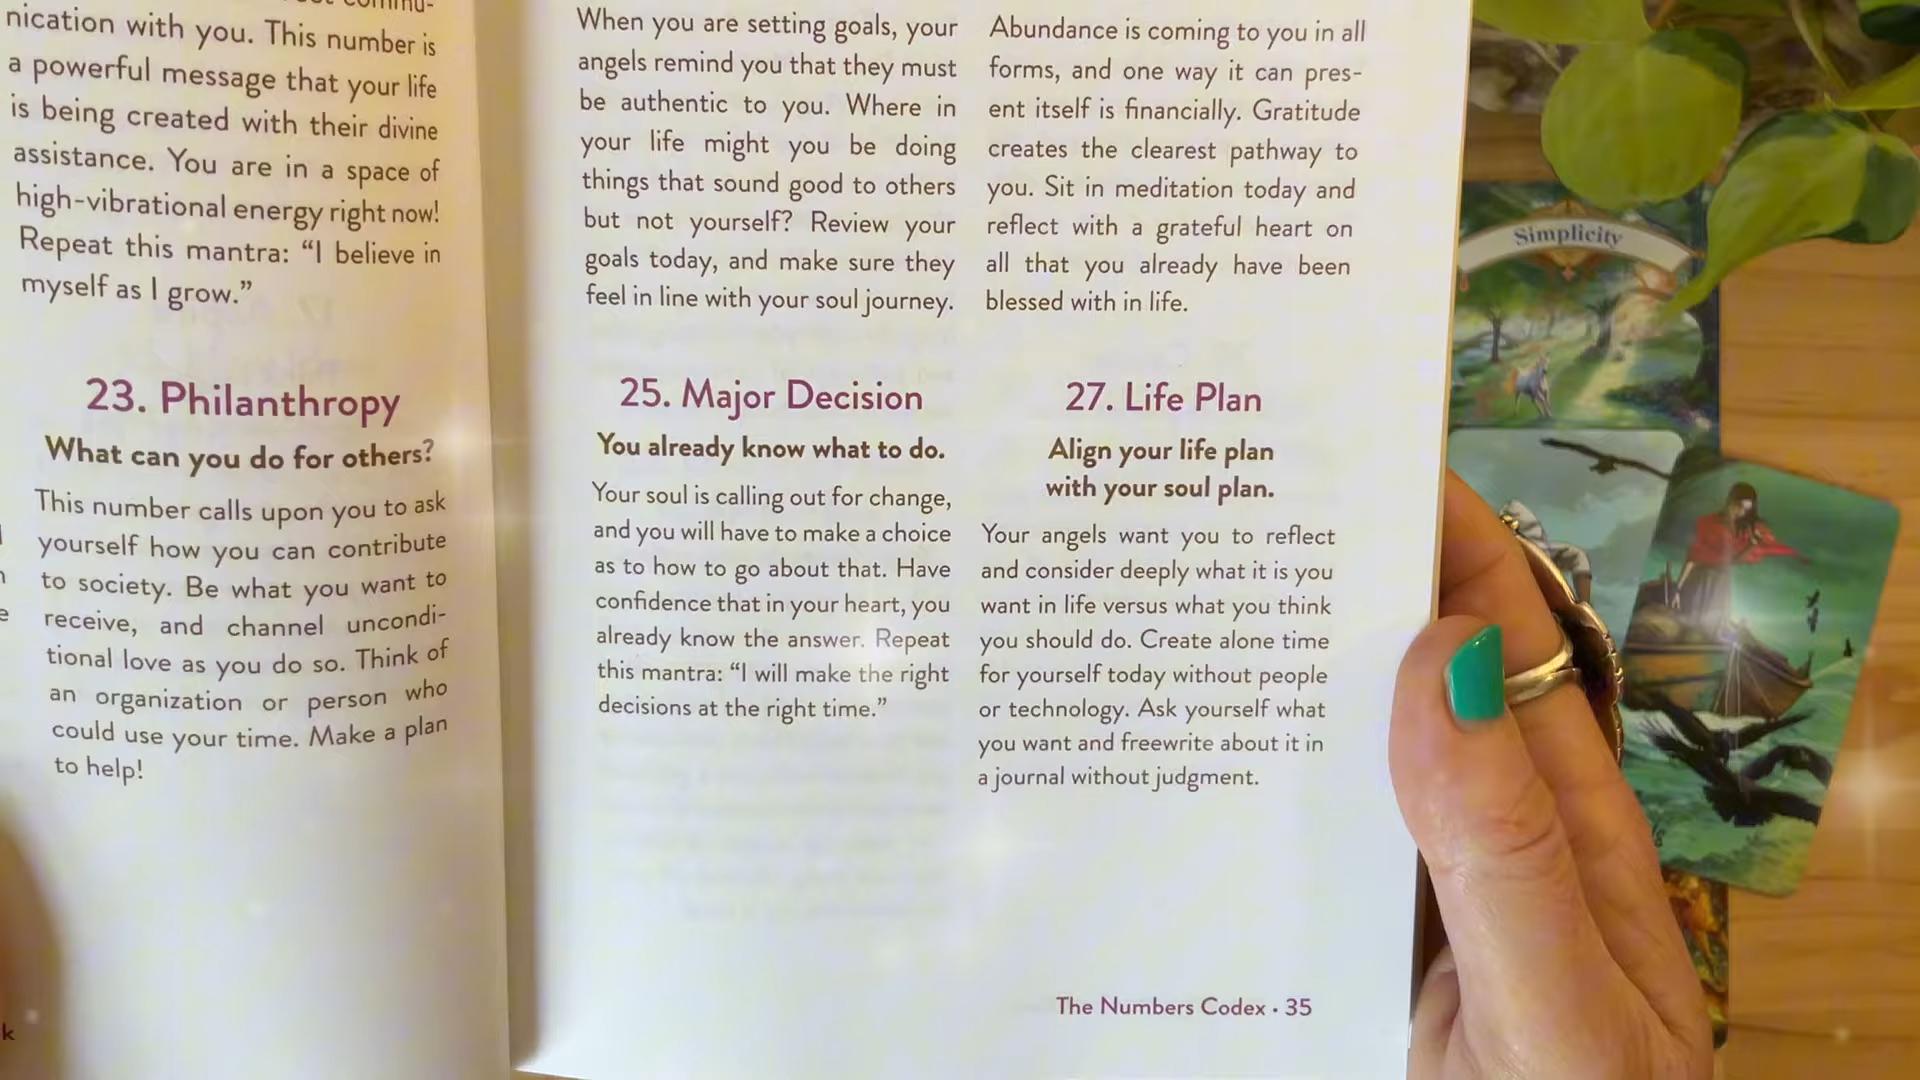 nication with you. This number is
a powerful message that your life
is being created with their divine
assistance. You are in a space of
high-vibrational energy right now!
Repeat this mantra: “I believe in
myself as I grow.”
23. Philanthropy
What can you do for others?
This number calls upon you to ask
yourself how you can contribute
to society. Be what you want to
receive, and channel uncondi-
tional love as you do so. Think of
an organization or person who
could use your time. Make a plan
to help!
When you are setting goals, your
angels remind you that they must
be authentic to you. Where in
your life might you be doing
things that sound good to others
but not yourself? Review your
goals today, and make sure they
feel in line with your soul journey.
25. Major Decision
You already know what to do.
Your soul is calling out for change,
and you will have to make a choice
as to how to go about that. Have
confidence that in your heart, you
already know the answer. Repeat
this mantra: “I will make the right
decisions at the right time.”
Abundance is coming to you in all
forms, and one way it can pres-
ent itself is financially. Gratitude
creates the clearest pathway to
you. Sit in meditation today and
reflect with a grateful heart on
all that you already have been
blessed with in life.
27. Life Plan
Align your life plan
with your soul plan.
Your angels want you to reflect
and consider deeply what it is you
want in life versus what you think
you should do. Create alone time
for yourself today without people
or technology. Ask yourself what
you want and freewrite about it in
a journal without judgment.
The Numbers Codex • 35
Simplicity